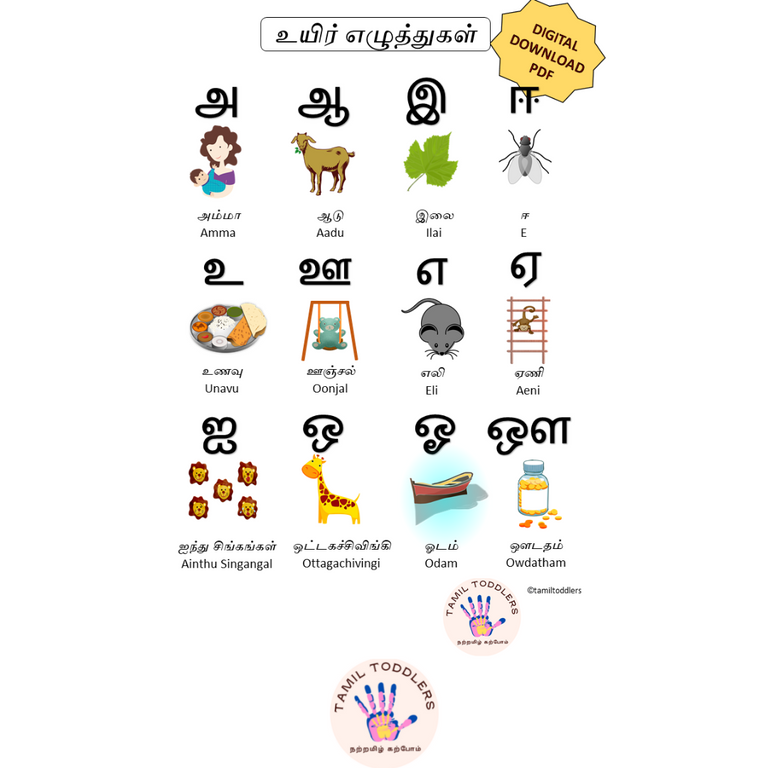 உயிர் எழுத்துகள்
DIGITAL
DOWNLOAD
PDF
அ ஆ இ ஈ
அம்மா ஆடு இலை ஈ
Amma Aadu Ilai E
உ ஊ எ ஏ
உணவு ஊஞ்சல் எலி ஏணி
Unavu Oonjal Eli Aeni
ஐ ஒ ஓ ஔ
ஐந்து சிங்கங்கள் ஒட்டகச்சிவிங்கி ஓடம் ஔடதம்
Ainthu Singangal Ottagachivingi Odam Owdatham
©tamiltoddlers
TAMIL TODDLERS
நற்றமிழ் கற்போம்
TAMIL TODDLERS
நற்றமிழ் கற்போம்